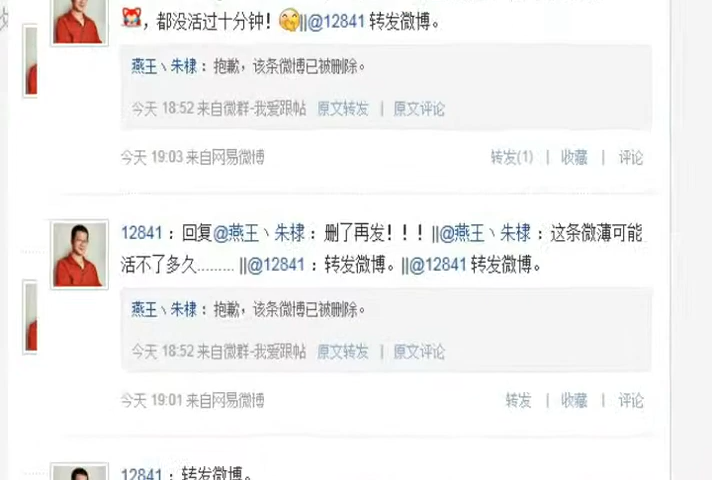 ，都没活过十分钟！||@12841 转发微博。
燕王丶朱棣：抱歉，该条微博已被删除。
今天 18:52 来自微群-我爱跟帖 原文转发 | 原文评论
今天 19:03 来自网易微博 转发(1) | 收藏 | 评论
12841：回复@燕王丶朱棣：删了再发！！！||@燕王丶朱棣：这条微薄可能
活不了多久......... ||@12841：转发微博。||@12841 转发微博。
燕王丶朱棣：抱歉，该条微博已被删除。
今天 18:52 来自微群-我爱跟帖 原文转发 | 原文评论
今天 19:01 来自网易微博 转发 | 收藏 | 评论
12841：转发微博。